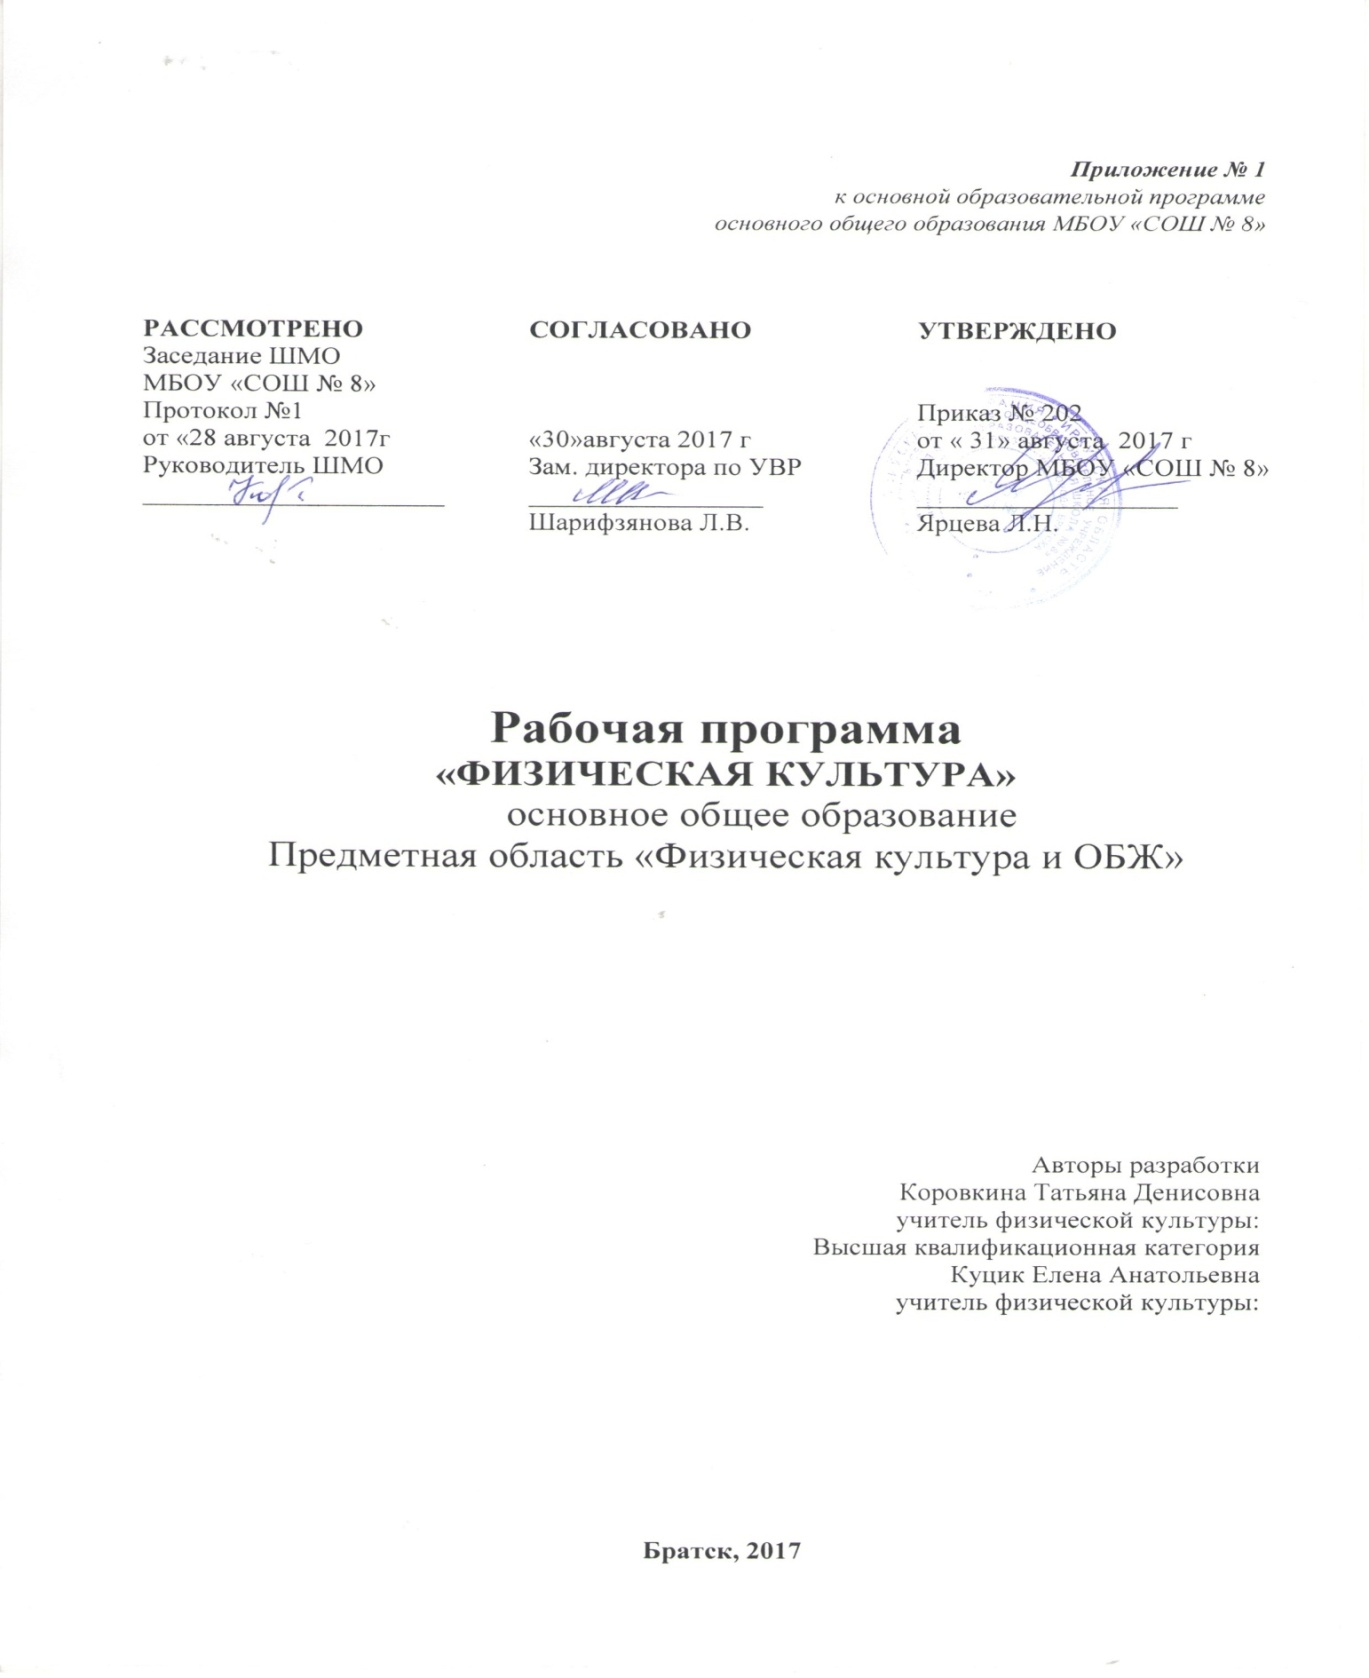 Приложение № 1
к основной образовательной программе
основного общего образования МБОУ «СОШ № 8»
РАССМОТРЕНО
Заседание ШМО
МБОУ «СОШ № 8»
Протокол №1
от «28 августа 2017г
Руководитель ШМО
СОГЛАСОВАНО
«30»августа 2017 г
Зам. директора по УВР
Шарифзянова Л.В.
УТВЕРЖДЕНО
Приказ № 202
от « 31» августа 2017 г
Директор МБОУ «СОШ № 8»
Ярцева Л.Н.
Рабочая программа
«ФИЗИЧЕСКАЯ КУЛЬТУРА»
основное общее образование
Предметная область «Физическая культура и ОБЖ»
Авторы разработки
Коровкина Татьяна Денисовна
учитель физической культуры:
Высшая квалификационная категория
Куцик Елена Анатольевна
учитель физической культуры:
Братск, 2017